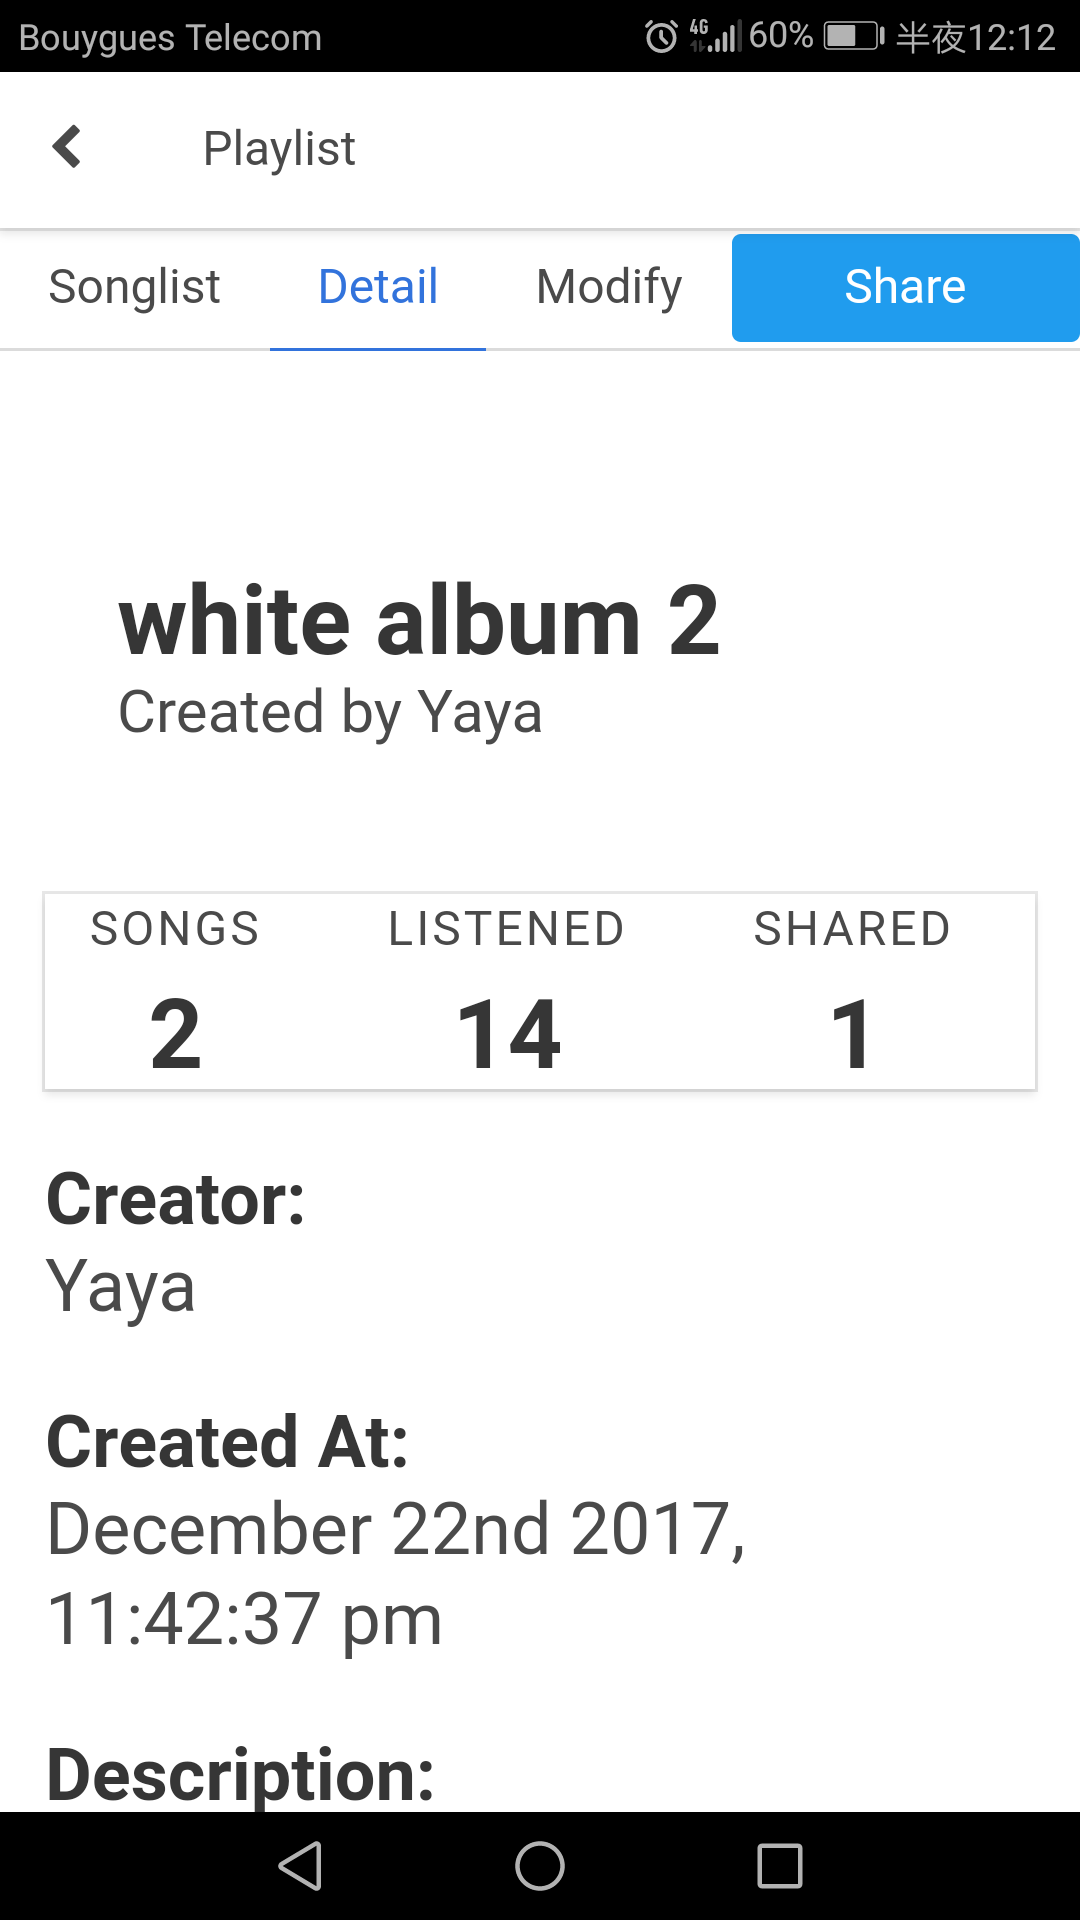 Bouygues Telecom 4G 60% 半夜12:12
Playlist
Songlist Detail Modify Share
white album 2
Created by Yaya
SONGS LISTENED SHARED
2 14 1
Creator:
Yaya
Created At:
December 22nd 2017,
11:42:37 pm
Description: